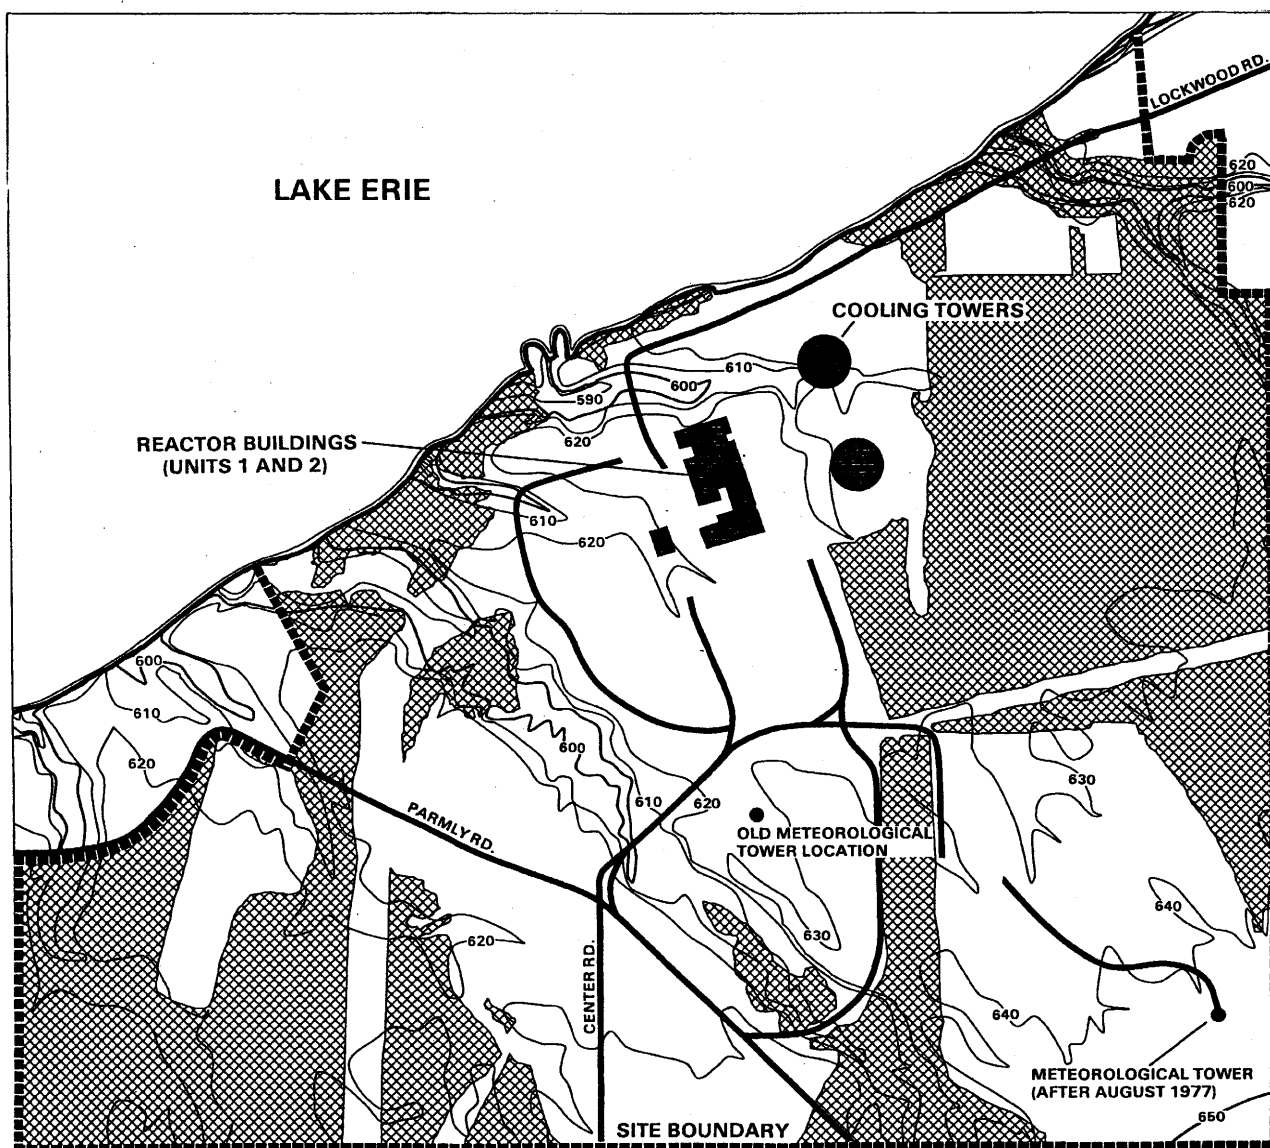 LOCKWOOD RD.
620
600
620
LAKE ERIE
COOLING TOWERS
610
600
590
620
REACTOR BUILDINGS
(UNITS 1 AND 2)
610
620
600
610
620
600
610
620
630
PARMLY RD.
OLD METEOROLOGICAL
TOWER LOCATION
640
630
620
CENTER RD.
640
METEOROLOGICAL TOWER
(AFTER AUGUST 1977)
650
SITE BOUNDARY